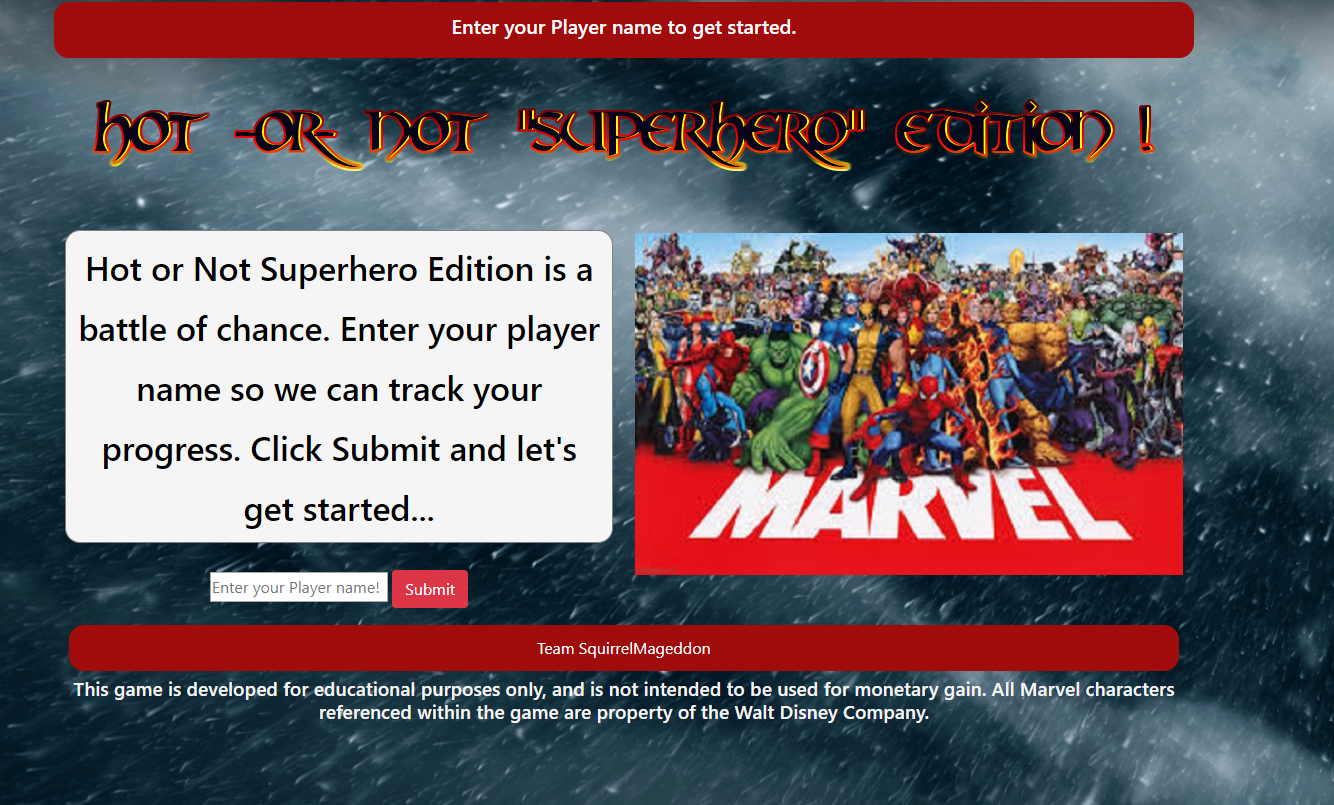 Enter your Player name to get started.
HOT -OR- NOT "SUPERHERO" EDITION !
Hot or Not Superhero Edition is a
battle of chance. Enter your player
name so we can track your
progress. Click Submit and let's
get started...
MARVEL
Enter your Player name! Submit
Team SquirrelMageddon
This game is developed for educational purposes only, and is not intended to be used for monetary gain. All Marvel characters
referenced within the game are property of the Walt Disney Company.